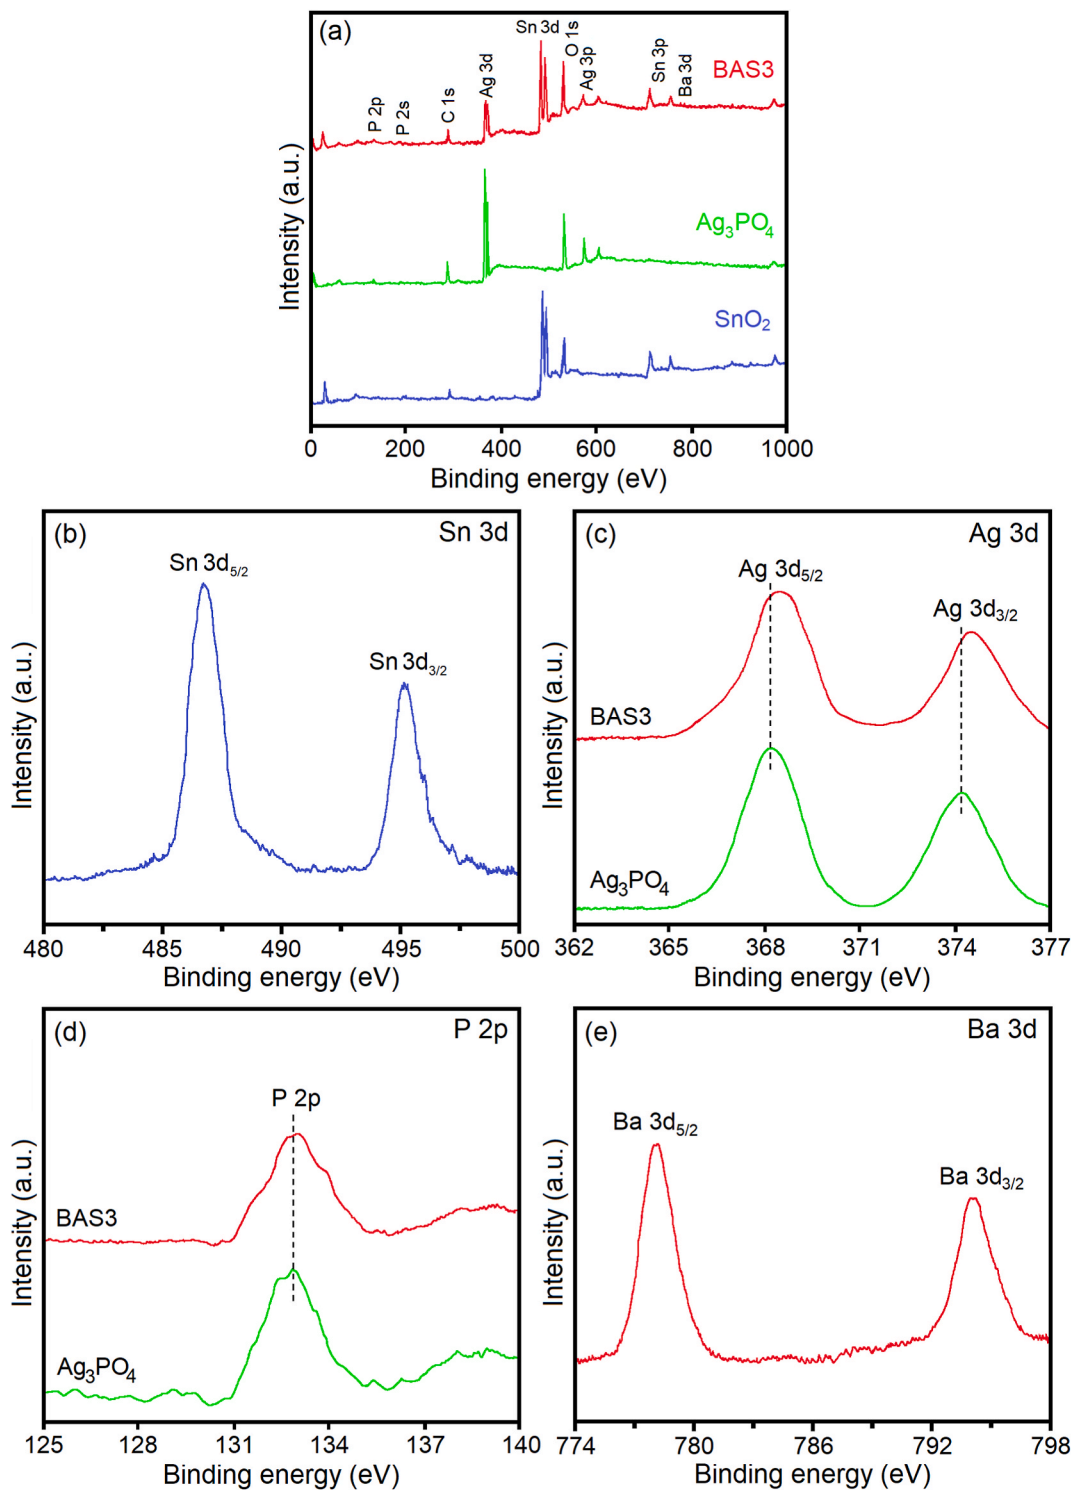 (a)
P 2p
P 2s
C 1s
Ag 3d
Sn 3d
O 1s
Ag 3p
Sn 3p
Ba 3d
BAS3
Ag₃PO₄
SnO₂
Intensity (a.u.)
0 200 400 600 800 1000
Binding energy (eV)
(b) Sn 3d
Sn 3d₅/₂
Sn 3d₃/₂
Intensity (a.u.)
480 485 490 495 500
Binding energy (eV)
(c) Ag 3d
Ag 3d₅/₂
Ag 3d₃/₂
BAS3
Ag₃PO₄
Intensity (a.u.)
362 365 368 371 374 377
Binding energy (eV)
(d) P 2p
P 2p
BAS3
Ag₃PO₄
Intensity (a.u.)
125 128 131 134 137 140
Binding energy (eV)
(e) Ba 3d
Ba 3d₅/₂
Ba 3d₃/₂
Intensity (a.u.)
774 780 786 792 798
Binding energy (eV)